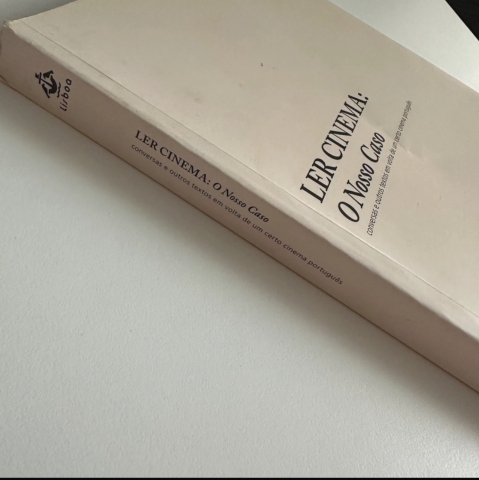 Lisboa
LER CINEMA: O Nosso Caso
conversas e outros textos em volta de um certo cinema português
LER CINEMA:
O Nosso Caso
conversas e outros textos em volta de um certo cinema português